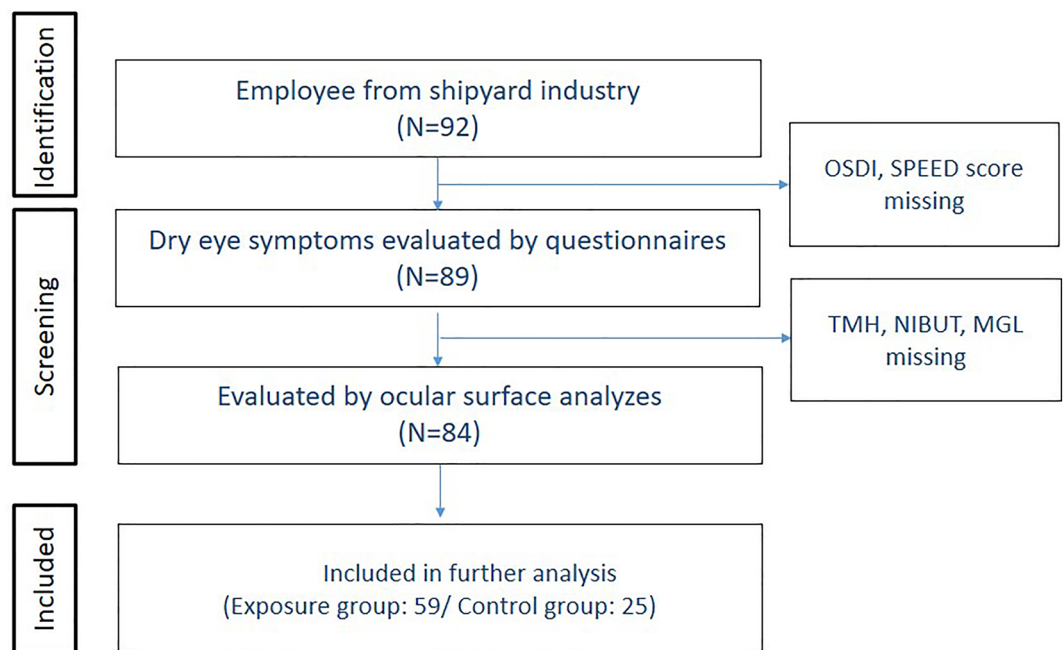 Identification
Employee from shipyard industry
(N=92)
OSDI, SPEED score
missing
Screening
Dry eye symptoms evaluated by questionnaires
(N=89)
TMH, NIBUT, MGL
missing
Evaluated by ocular surface analyzes
(N=84)
Included
Included in further analysis
(Exposure group: 59/ Control group: 25)